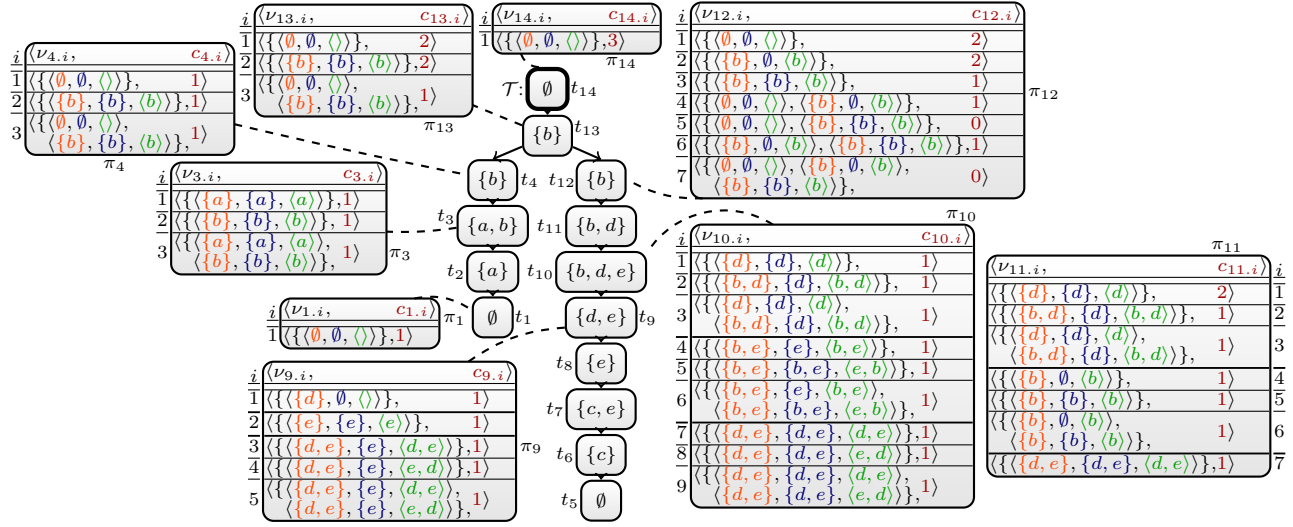 i ⟨ν4.i, c4.i⟩
1 ⟨{⟨∅, ∅, ⟨⟩⟩}, 1⟩
2 ⟨{⟨{b}, {b}, ⟨b⟩⟩},1⟩
3 ⟨{⟨∅, ∅, ⟨⟩⟩,
⟨{b}, {b}, ⟨b⟩⟩}, 1⟩
π4
i ⟨ν13.i, c13.i⟩
1 ⟨{⟨∅, ∅, ⟨⟩⟩}, 2⟩
2 ⟨{⟨{b}, {b}, ⟨b⟩⟩},2⟩
3 ⟨{⟨∅, ∅, ⟨⟩⟩,
⟨{b}, {b}, ⟨b⟩⟩}, 1⟩
π13
i ⟨ν14.i, c14.i⟩
1 ⟨{⟨∅, ∅, ⟨⟩⟩},3⟩
π14
i ⟨ν12.i, c12.i⟩
1 ⟨{⟨∅, ∅, ⟨⟩⟩}, 2⟩
2 ⟨{⟨{b}, ∅, ⟨b⟩⟩}, 2⟩
3 ⟨{⟨{b}, {b}, ⟨b⟩⟩}, 1⟩
4 ⟨{⟨∅, ∅, ⟨⟩⟩,⟨{b}, ∅, ⟨b⟩⟩}, 1⟩
5 ⟨{⟨∅, ∅, ⟨⟩⟩, ⟨{b}, {b}, ⟨b⟩⟩}, 0⟩
6 ⟨{⟨{b}, ∅, ⟨b⟩⟩, ⟨{b}, {b}, ⟨b⟩⟩},1⟩
7 ⟨{⟨∅, ∅, ⟨⟩⟩,⟨{b}, ∅, ⟨b⟩⟩,
⟨{b}, {b}, ⟨b⟩⟩}, 0⟩
π12
T: ∅ t14
{b} t13
{b} t4
t12 {b}
t3 {a, b}
t11 {b, d}
t2 {a}
t10 {b, d, e}
∅ t1
{d, e} t9
t8 {e}
t7 {c, e}
t6 {c}
t5 ∅
i ⟨ν3.i, c3.i⟩
1 ⟨{⟨{a}, {a}, ⟨a⟩⟩},1⟩
2 ⟨{⟨{b}, {b}, ⟨b⟩⟩}, 1⟩
3 ⟨{⟨{a}, {a}, ⟨a⟩⟩,
⟨{b}, {b}, ⟨b⟩⟩}, 1⟩
π3
i ⟨ν1.i, c1.i⟩
1 ⟨{⟨∅, ∅, ⟨⟩⟩},1⟩
π1
i ⟨ν9.i, c9.i⟩
1 ⟨{⟨{d}, ∅, ⟨⟩⟩}, 1⟩
2 ⟨{⟨{e}, {e}, ⟨e⟩⟩}, 1⟩
3 ⟨{⟨{d, e}, {e}, ⟨d, e⟩⟩},1⟩
4 ⟨{⟨{d, e}, {e}, ⟨e, d⟩⟩},1⟩
5 ⟨{⟨{d, e}, {e}, ⟨d, e⟩⟩,
⟨{d, e}, {e}, ⟨e, d⟩⟩}, 1⟩
π9
π10
i ⟨ν10.i, c10.i⟩
1 ⟨{⟨{d}, {d}, ⟨d⟩⟩}, 1⟩
2 ⟨{⟨{b, d}, {d}, ⟨b, d⟩⟩}, 1⟩
3 ⟨{⟨{d}, {d}, ⟨d⟩⟩,
⟨{b, d}, {d}, ⟨b, d⟩⟩}, 1⟩
4 ⟨{⟨{b, e}, {e}, ⟨b, e⟩⟩}, 1⟩
5 ⟨{⟨{b, e}, {b, e}, ⟨e, b⟩⟩},1⟩
6 ⟨{⟨{b, e}, {e}, ⟨b, e⟩⟩,
⟨{b, e}, {b, e}, ⟨e, b⟩⟩}, 1⟩
7 ⟨{⟨{d, e}, {d, e}, ⟨d, e⟩⟩},1⟩
8 ⟨{⟨{d, e}, {d, e}, ⟨e, d⟩⟩},1⟩
9 ⟨{⟨{d, e}, {d, e}, ⟨d, e⟩⟩,
⟨{d, e}, {d, e}, ⟨e, d⟩⟩}, 1⟩
π11
⟨ν11.i, c11.i⟩ i
⟨{⟨{d}, {d}, ⟨d⟩⟩}, 2⟩ 1
⟨{⟨{b, d}, {d}, ⟨b, d⟩⟩}, 1⟩ 2
⟨{⟨{d}, {d}, ⟨d⟩⟩,
⟨{b, d}, {d}, ⟨b, d⟩⟩}, 1⟩ 3
⟨{⟨{b}, ∅, ⟨b⟩⟩}, 1⟩ 4
⟨{⟨{b}, {b}, ⟨b⟩⟩}, 1⟩ 5
⟨{⟨{b}, ∅, ⟨b⟩⟩,
⟨{b}, {b}, ⟨b⟩⟩}, 1⟩ 6
⟨{⟨{d, e}, {d, e}, ⟨d, e⟩⟩},1⟩ 7